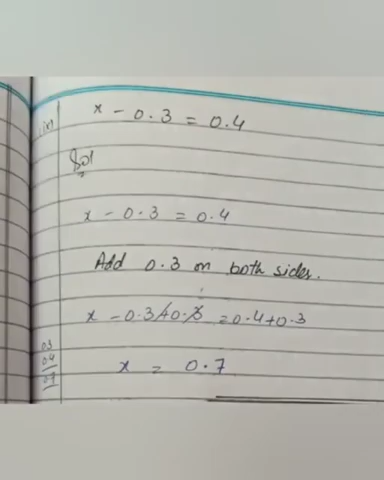 x - 0.3 = 0.4
Sol
x - 0.3 = 0.4
Add 0.3 on both sides.
x - 0.3 + 0.3 = 0.4 + 0.3
x = 0.7
0.3
0.4
0.7